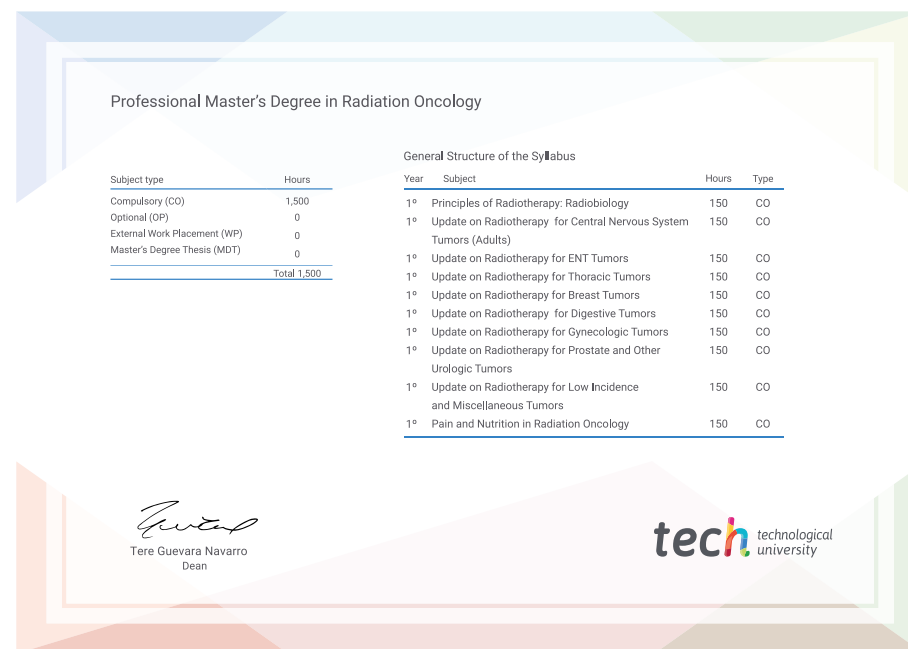 Professional Master's Degree in Radiation Oncology
Subject type Hours
Compulsory (CO) 1,500
Optional (OP) 0
External Work Placement (WP) 0
Master's Degree Thesis (MDT) 0
Total 1,500
General Structure of the Syllabus
Year Subject Hours Type
1º Principles of Radiotherapy: Radiobiology 150 CO
1º Update on Radiotherapy for Central Nervous System 150 CO
Tumors (Adults)
1º Update on Radiotherapy for ENT Tumors 150 CO
1º Update on Radiotherapy for Thoracic Tumors 150 CO
1º Update on Radiotherapy for Breast Tumors 150 CO
1º Update on Radiotherapy for Digestive Tumors 150 CO
1º Update on Radiotherapy for Gynecologic Tumors 150 CO
1º Update on Radiotherapy for Prostate and Other 150 CO
Urologic Tumors
1º Update on Radiotherapy for Low Incidence 150 CO
and Miscellaneous Tumors
1º Pain and Nutrition in Radiation Oncology 150 CO
Tere Guevara Navarro
Dean
tech technological
university